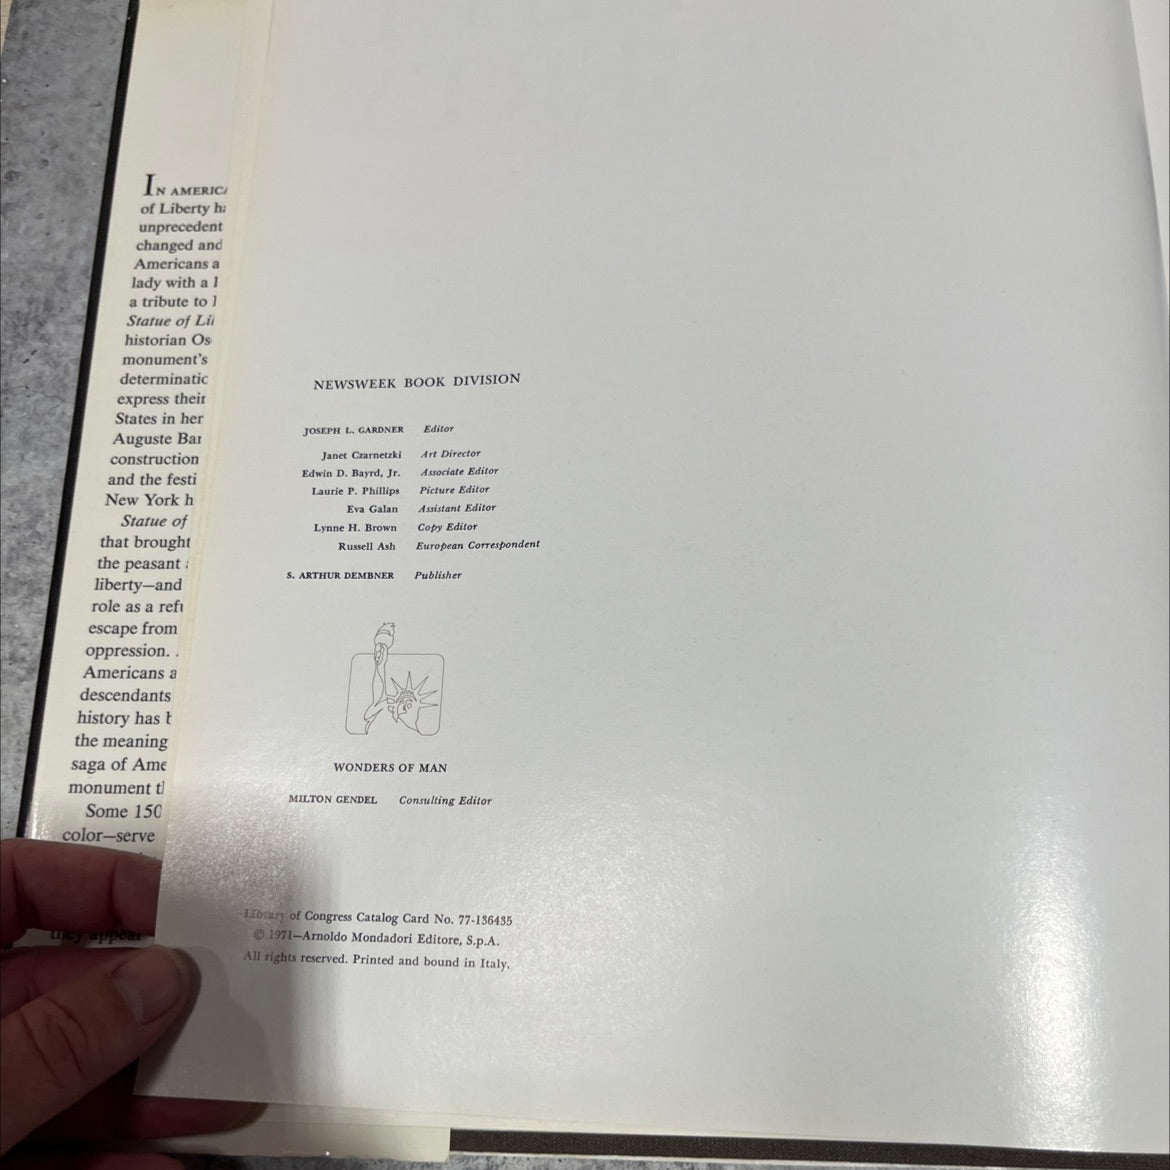 IN AMERICA
of Liberty ha
unprecedent
changed and
Americans a
lady with a l
a tribute to l
Statue of Lil
historian Os
monument's
determinatic
express their
States in her
Auguste Bar
construction
and the festi
New York h
Statue of
that brought
the peasant
liberty—and
role as a refu
escape from
oppression. .
Americans a
descendants
history has b
the meaning
saga of Ame
monument tl
Some 150
color—serve
they appear
NEWSWEEK BOOK DIVISION
JOSEPH L. GARDNER Editor
Janet Czarnetzki Art Director
Edwin D. Bayrd, Jr. Associate Editor
Laurie P. Phillips Picture Editor
Eva Galan Assistant Editor
Lynne H. Brown Copy Editor
Russell Ash European Correspondent
S. ARTHUR DEMBNER Publisher
WONDERS OF MAN
MILTON GENDEL Consulting Editor
Library of Congress Catalog Card No. 77-136435
© 1971—Arnoldo Mondadori Editore, S.p.A.
All rights reserved. Printed and bound in Italy.